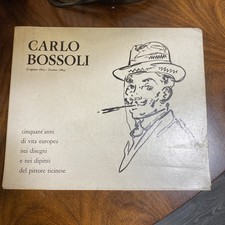 CARLO
BOSSOLI
cinquant'anni
di vita europea
nei disegni
e nei dipinti
del pittore ticinese